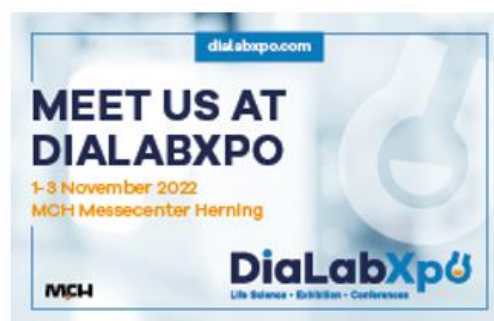 dialabxpo.com
MEET US AT
DIALABXPO
1-3 November 2022
MCH Messecenter Herning
DiaLabXpo
Life Science • Exhibition • Conferences
MCH